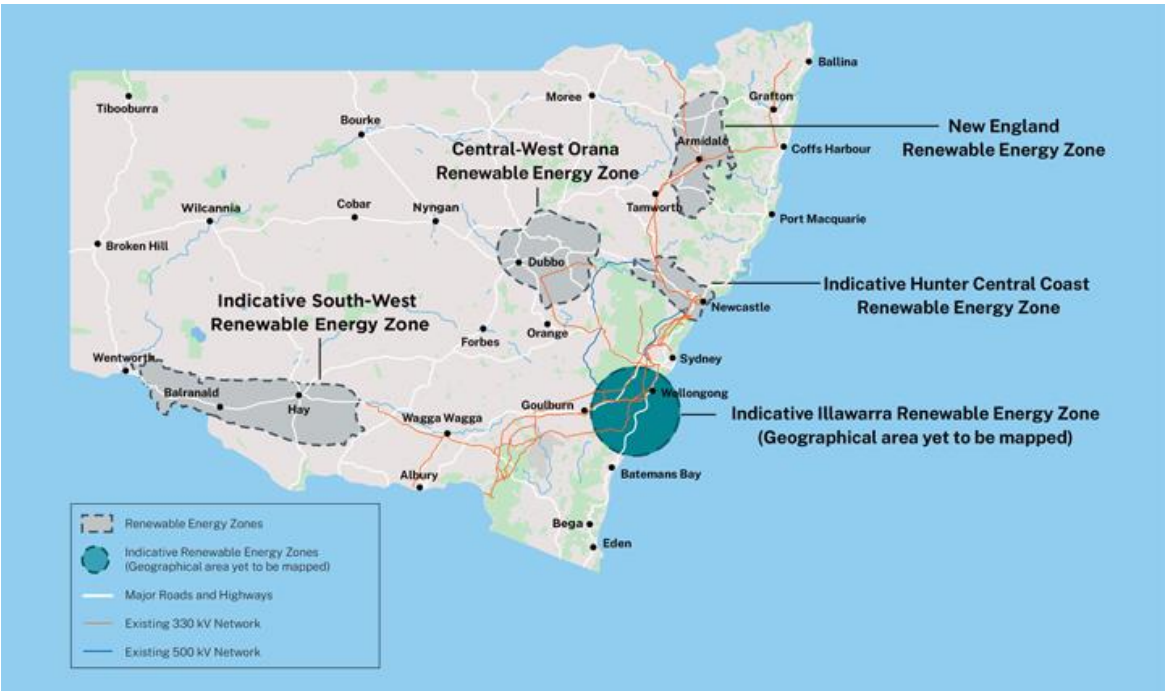 Ballina
Tibooburra
Moree
Grafton
Bourke
New England
Renewable Energy Zone
Armidale
Coffs Harbour
Central-West Orana
Renewable Energy Zone
Tamworth
Wilcannia
Cobar
Nyngan
Port Macquarie
Broken Hill
Dubbo
Indicative Hunter Central Coast
Renewable Energy Zone
Newcastle
Indicative South-West
Renewable Energy Zone
Orange
Forbes
Sydney
Wentworth
Balranald
Hay
Wollongong
Goulburn
Wagga Wagga
Indicative Illawarra Renewable Energy Zone
(Geographical area yet to be mapped)
Albury
Batemans Bay
Bega
Eden
Renewable Energy Zones
Indicative Renewable Energy Zones
(Geographical area yet to be mapped)
Major Roads and Highways
Existing 330 kV Network
Existing 500 kV Network